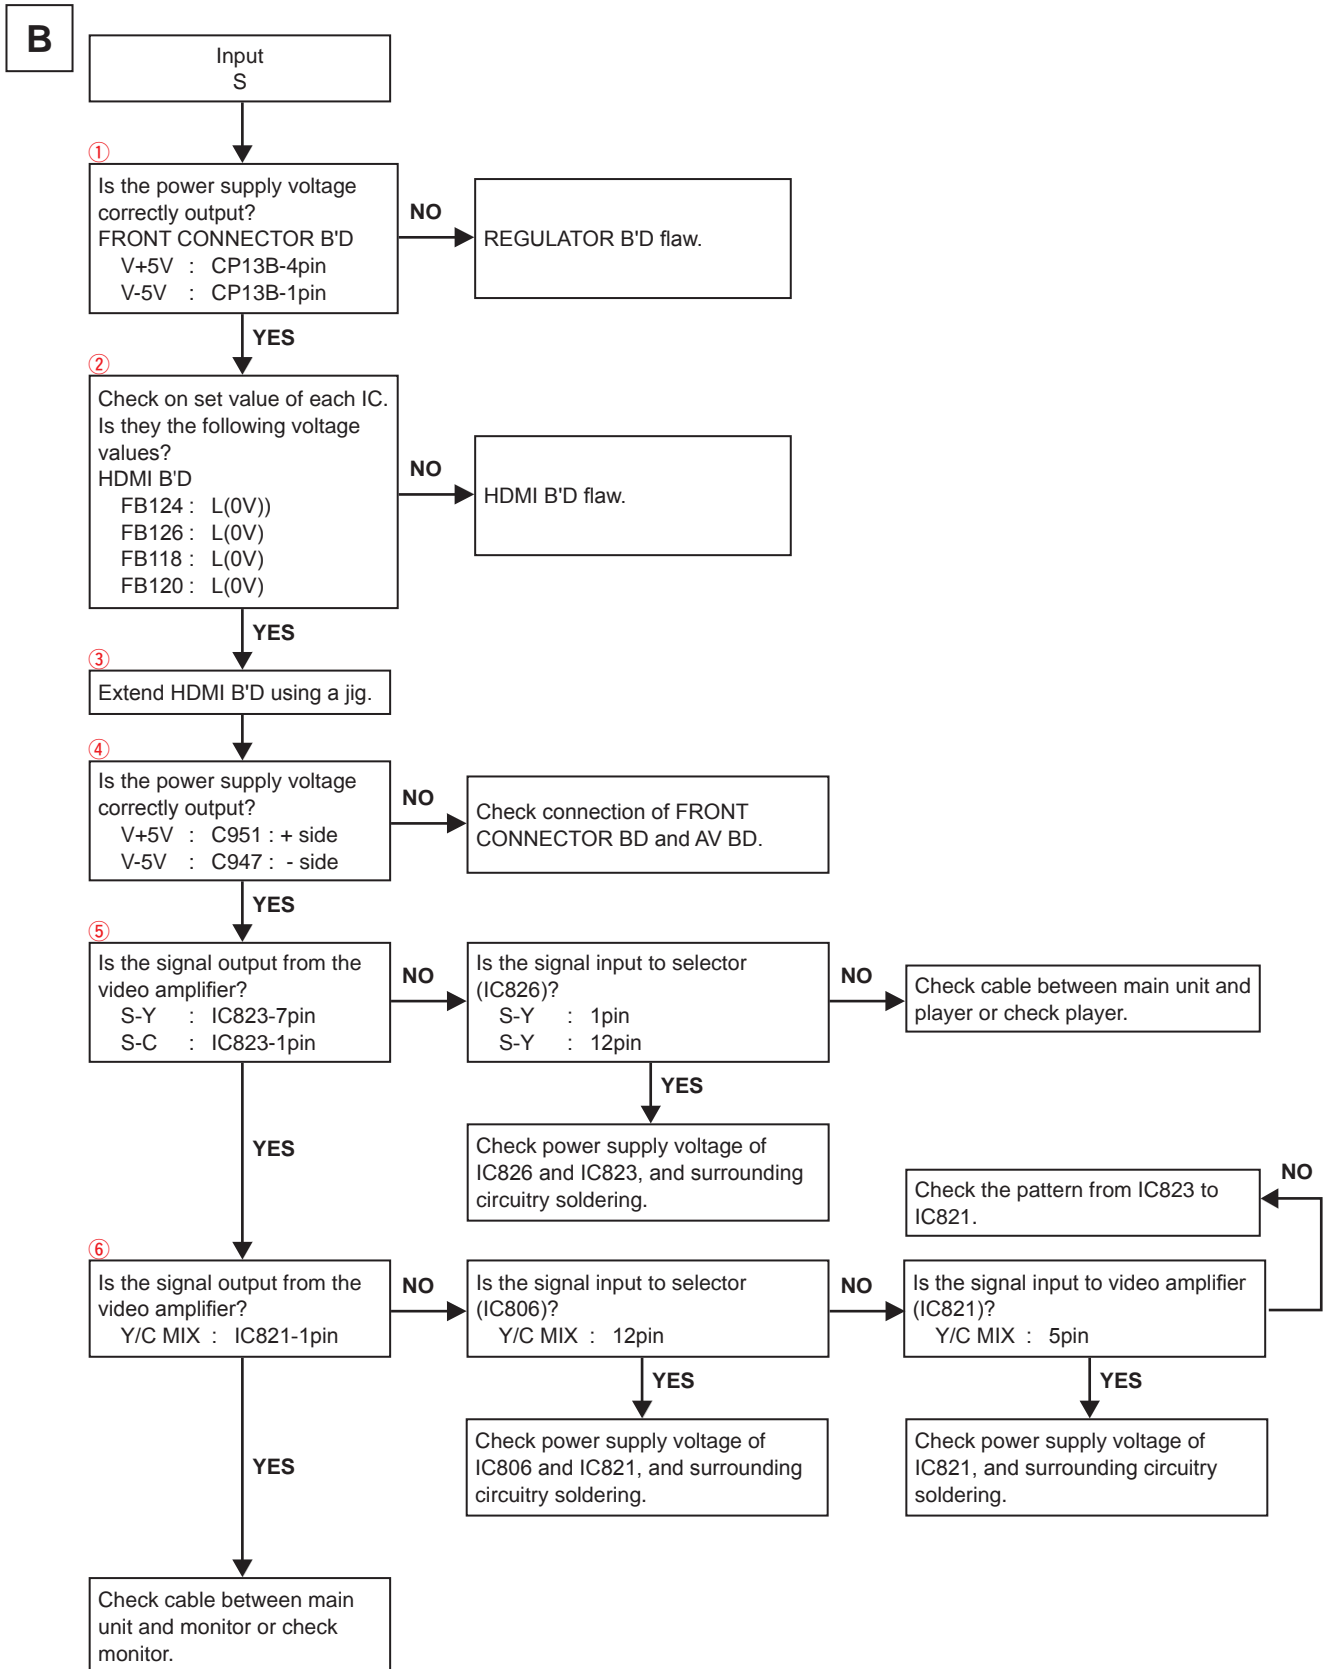 B
Input
S
①
Is the power supply voltage
correctly output?
FRONT CONNECTOR B'D
V+5V : CP13B-4pin
V-5V : CP13B-1pin
NO
REGULATOR B'D flaw.
YES
②
Check on set value of each IC.
Is they the following voltage
values?
HDMI B'D
FB124 : L(0V))
FB126 : L(0V)
FB118 : L(0V)
FB120 : L(0V)
NO
HDMI B'D flaw.
YES
③
Extend HDMI B'D using a jig.
④
Is the power supply voltage
correctly output?
V+5V : C951 : + side
V-5V : C947 : - side
NO
Check connection of FRONT
CONNECTOR BD and AV BD.
YES
⑤
Is the signal output from the
video amplifier?
S-Y : IC823-7pin
S-C : IC823-1pin
NO
Is the signal input to selector
(IC826)?
S-Y : 1pin
S-Y : 12pin
NO
Check cable between main unit and
player or check player.
YES
Check power supply voltage of
IC826 and IC823, and surrounding
circuitry soldering.
YES
⑥
Is the signal output from the
video amplifier?
Y/C MIX : IC821-1pin
NO
Is the signal input to selector
(IC806)?
Y/C MIX : 12pin
NO
Is the signal input to video amplifier
(IC821)?
Y/C MIX : 5pin
NO
Check the pattern from IC823 to
IC821.
YES
Check power supply voltage of
IC806 and IC821, and surrounding
circuitry soldering.
YES
Check power supply voltage of
IC821, and surrounding circuitry
soldering.
YES
Check cable between main
unit and monitor or check
monitor.